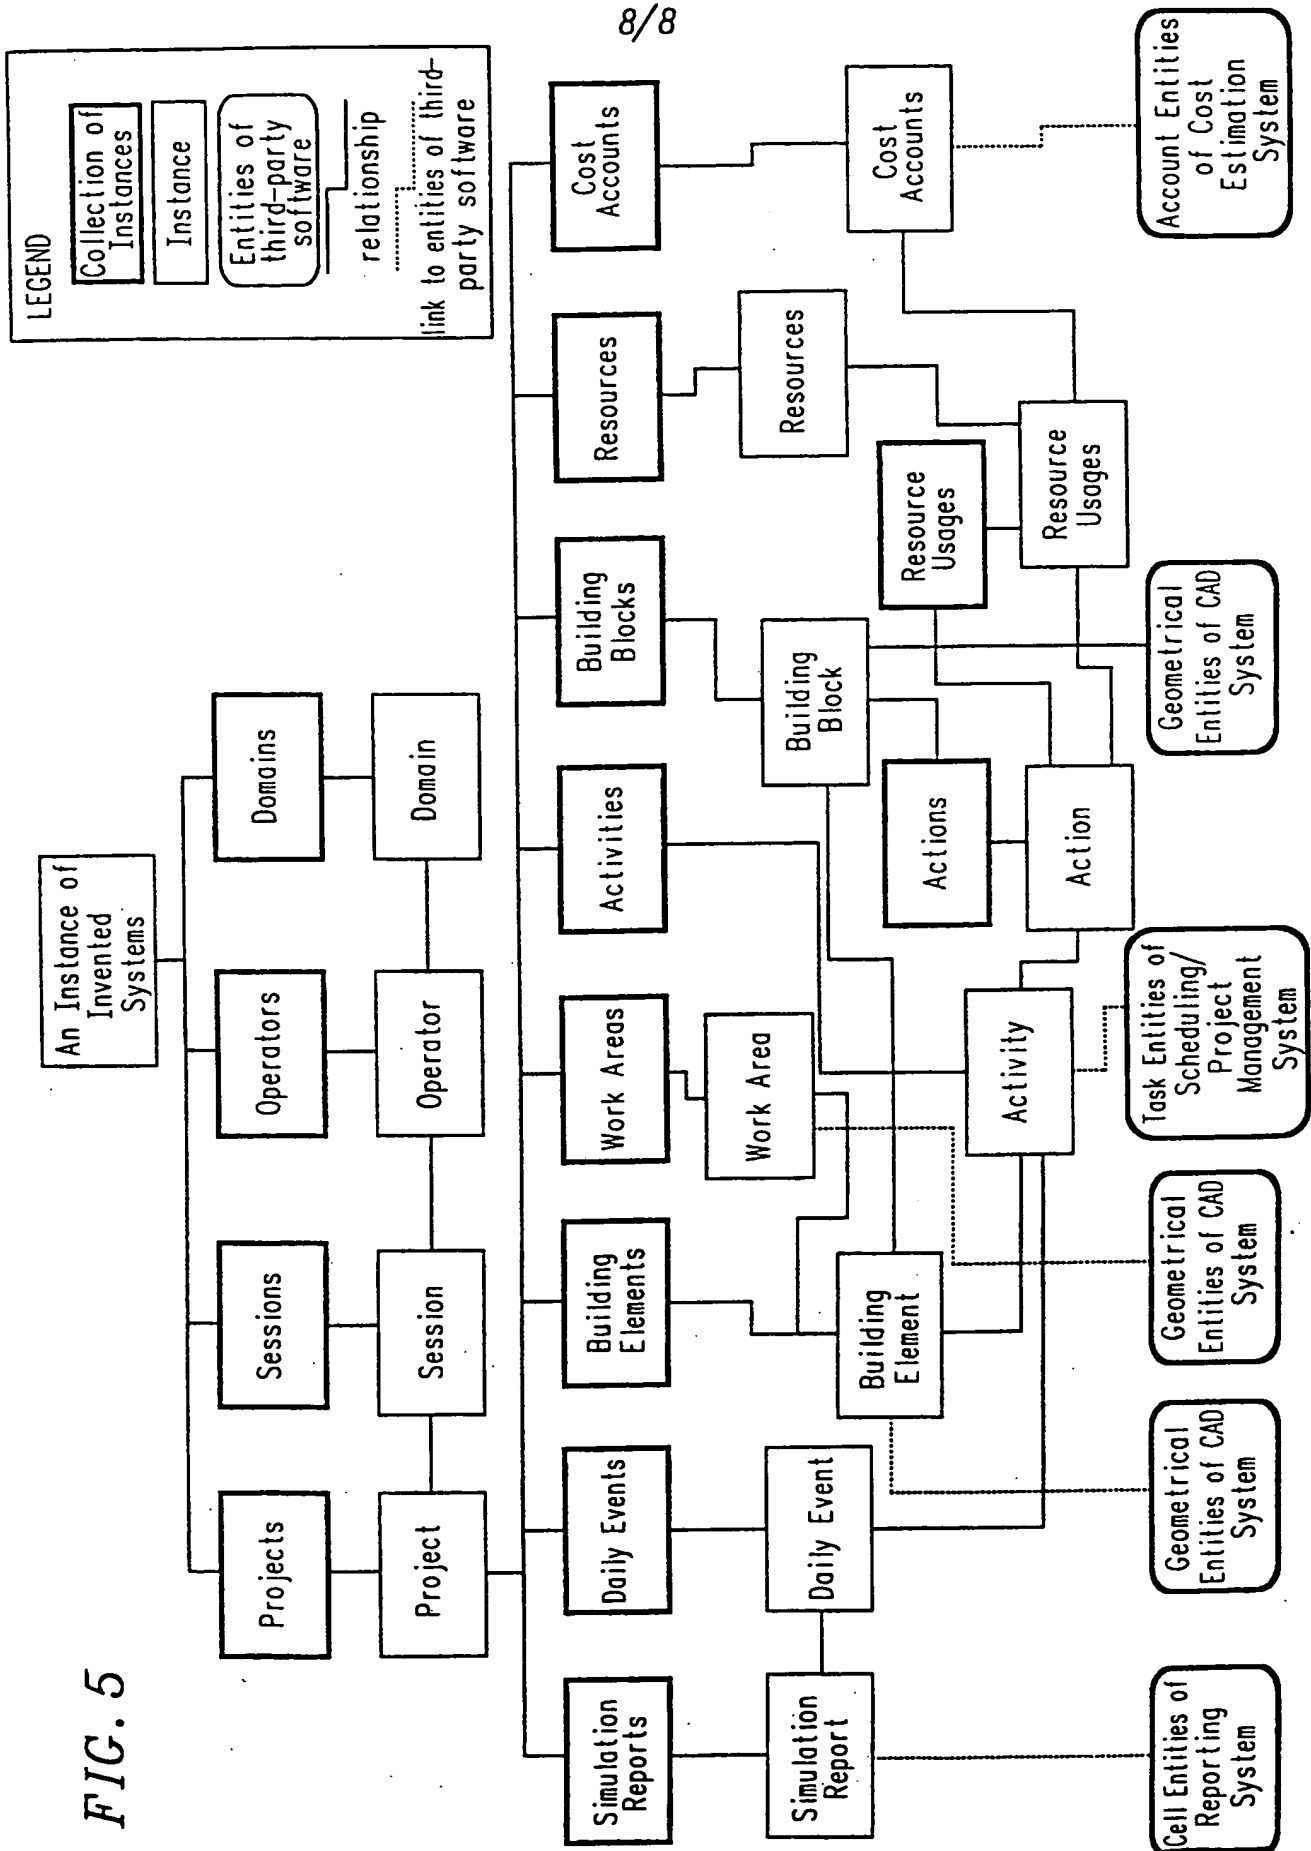 8/8
FIG. 5
LEGEND
Collection of
Instances
Instance
Entities of
third-party
software
relationship
link to entities of third-
party software
An Instance of
Invented
Systems
Projects
Sessions
Operators
Domains
Project
Session
Operator
Domain
Simulation
Reports
Daily Events
Building
Elements
Work Areas
Activities
Building
Blocks
Resources
Cost
Accounts
Simulation
Report
Daily Event
Building
Element
Work Area
Building
Block
Resources
Cost
Accounts
Actions
Resource
Usages
Activity
Action
Resource
Usages
Cell Entities of
Reporting
System
Geometrical
Entities of CAD
System
Geometrical
Entities of CAD
System
Task Entities of
Scheduling/
Project
Management
System
Geometrical
Entities of CAD
System
Account Entities
of Cost
Estimation
System